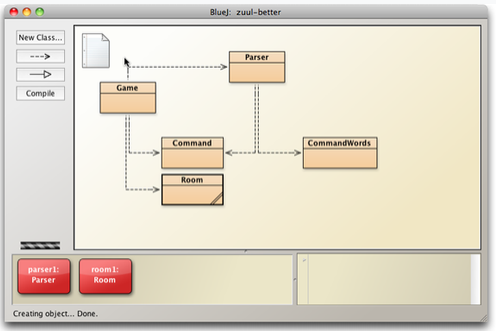 BlueJ: zuul-better
New Class...
Compile
Parser
Game
Command
CommandWords
Room
parser1:
Parser
room1:
Room
Creating object... Done.